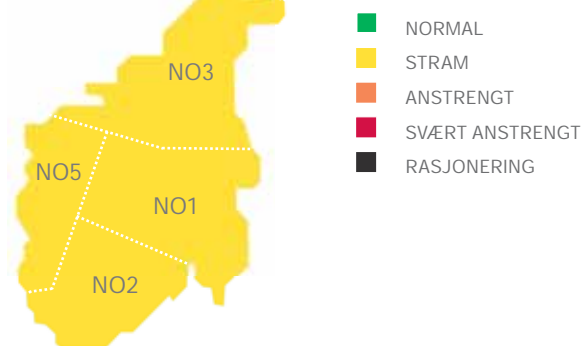 NO3
NO5
NO1
NO2
NORMAL
STRAM
ANSTRENGT
SVÆRT ANSTRENGT
RASJONERING